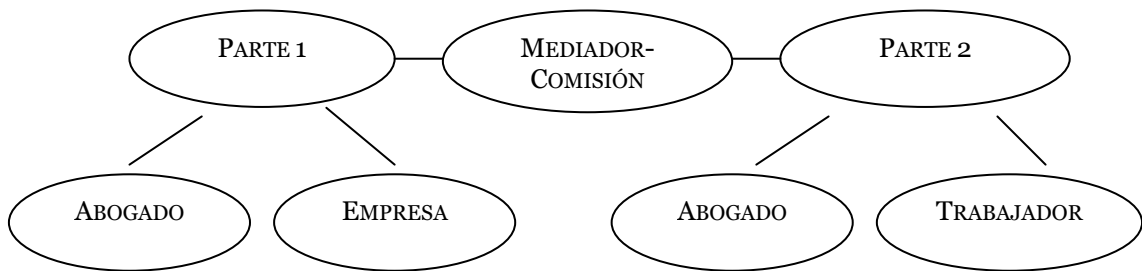 PARTE 1
MEDIADOR-
COMISIÓN
PARTE 2
ABOGADO
EMPRESA
ABOGADO
TRABAJADOR